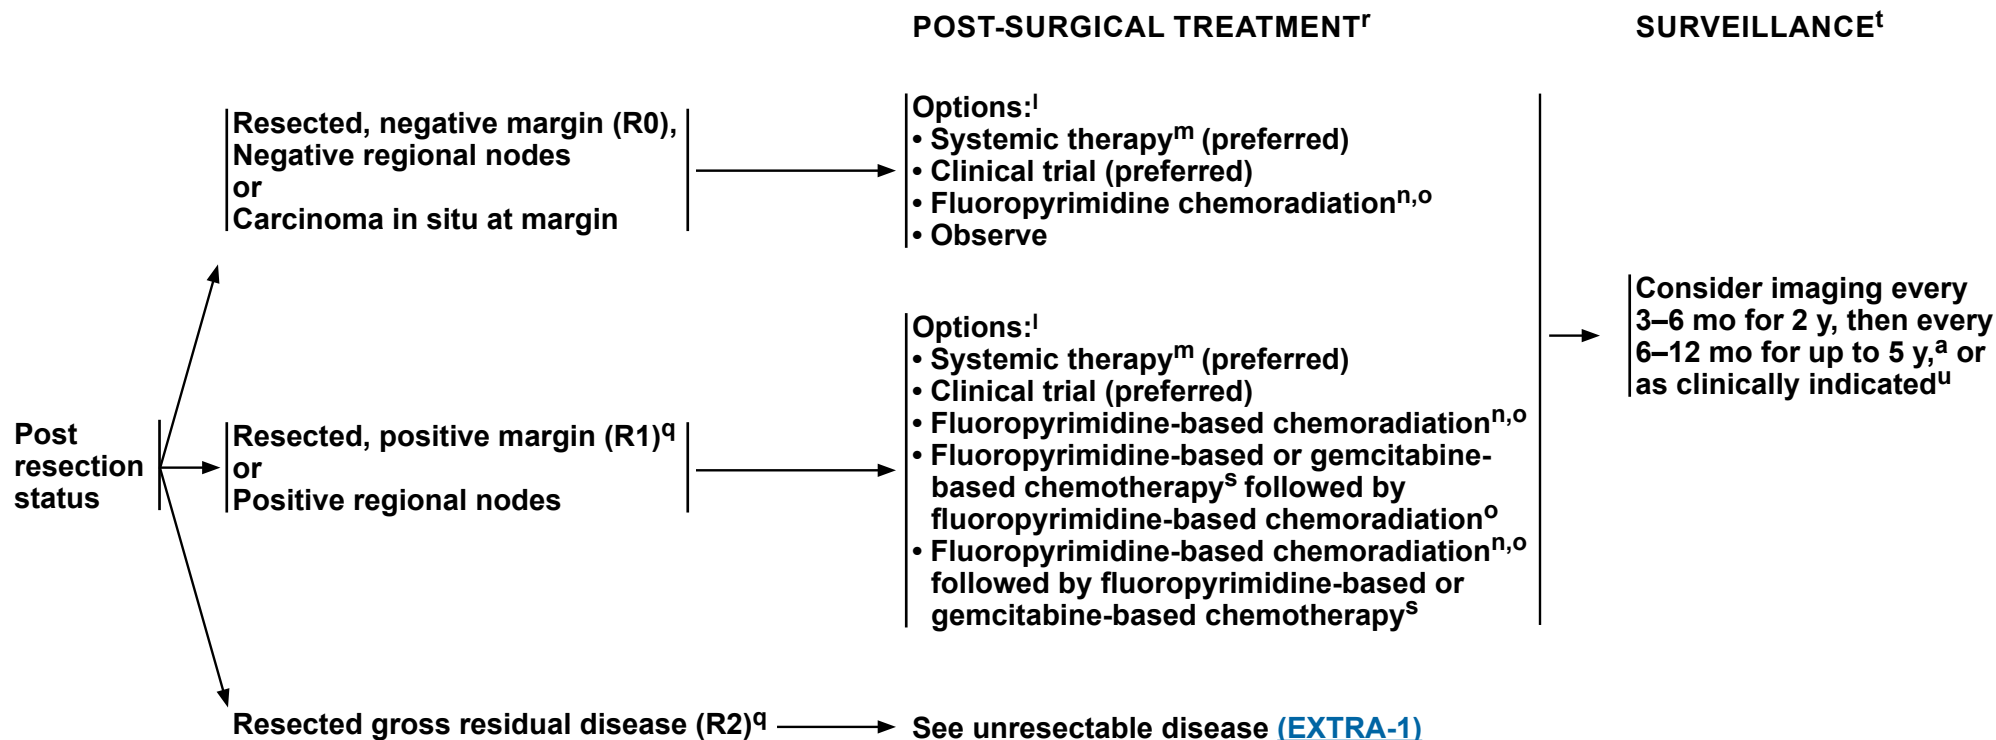 POST-SURGICAL TREATMENTr
SURVEILLANCEt
Resected, negative margin (R0),
Negative regional nodes
or
Carcinoma in situ at margin
Options:l
• Systemic therapym (preferred)
• Clinical trial (preferred)
• Fluoropyrimidine chemoradiationn,o
• Observe
Post
resection
status
Resected, positive margin (R1)q
or
Positive regional nodes
Options:l
• Systemic therapym (preferred)
• Clinical trial (preferred)
• Fluoropyrimidine-based chemoradiationn,o
• Fluoropyrimidine-based or gemcitabine-
based chemotherapys followed by
fluoropyrimidine-based chemoradiationo
• Fluoropyrimidine-based chemoradiationn,o
followed by fluoropyrimidine-based or
gemcitabine-based chemotherapys
Consider imaging every
3–6 mo for 2 y, then every
6–12 mo for up to 5 y,a or
as clinically indicatedu
Resected gross residual disease (R2)q
See unresectable disease (EXTRA-1)